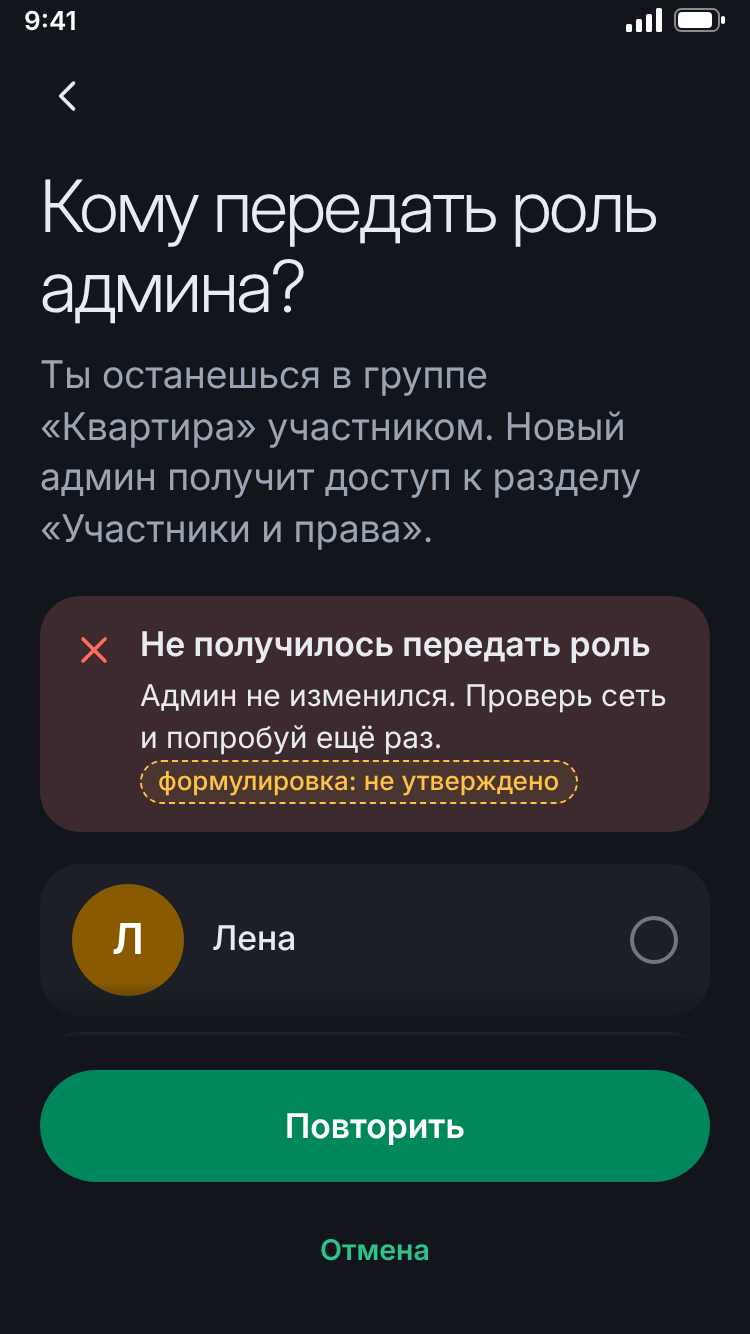 9:41
Кому передать роль
админа?
Ты останешься в группе
«Квартира» участником. Новый
админ получит доступ к разделу
«Участники и права».
Не получилось передать роль
Админ не изменился. Проверь сеть
и попробуй ещё раз.
формулировка: не утверждено
Л
Лена
Повторить
Отмена